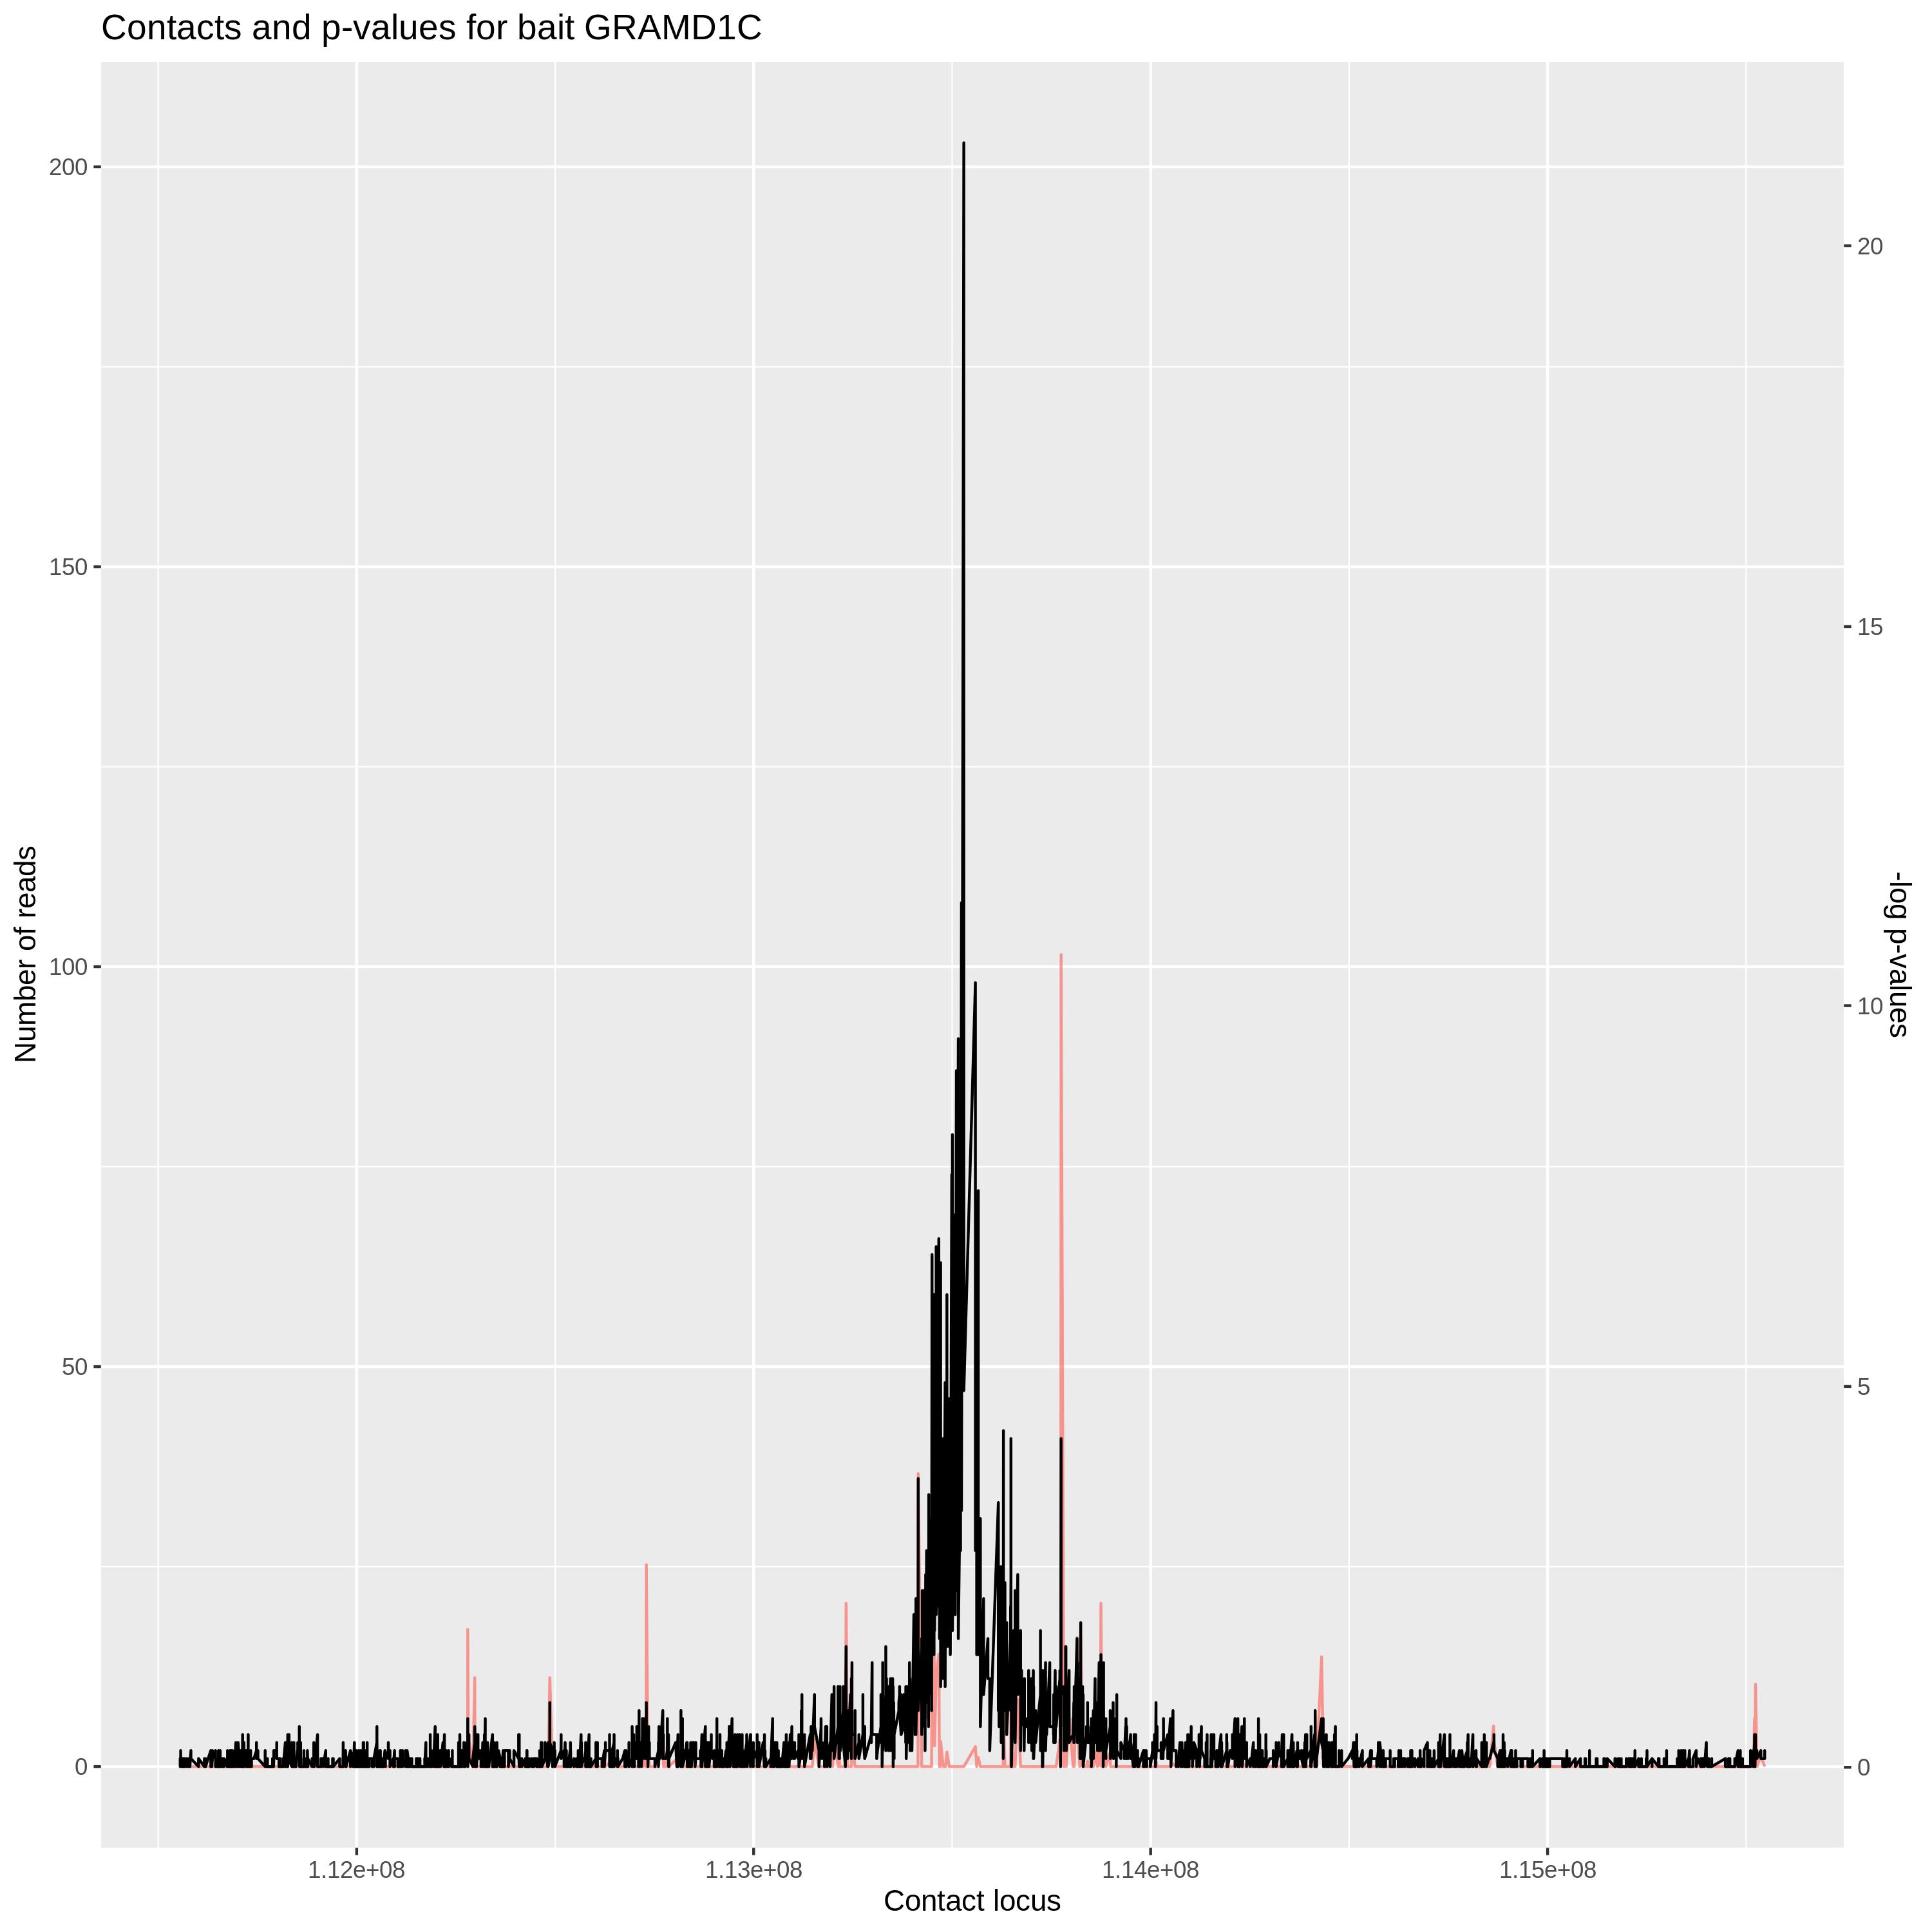 Contacts and p-values for bait GRAMD1C
200
150
100
50
0
Number of reads
20
15
10
5
0
-log p-values
1.12e+08 1.13e+08 1.14e+08 1.15e+08
Contact locus